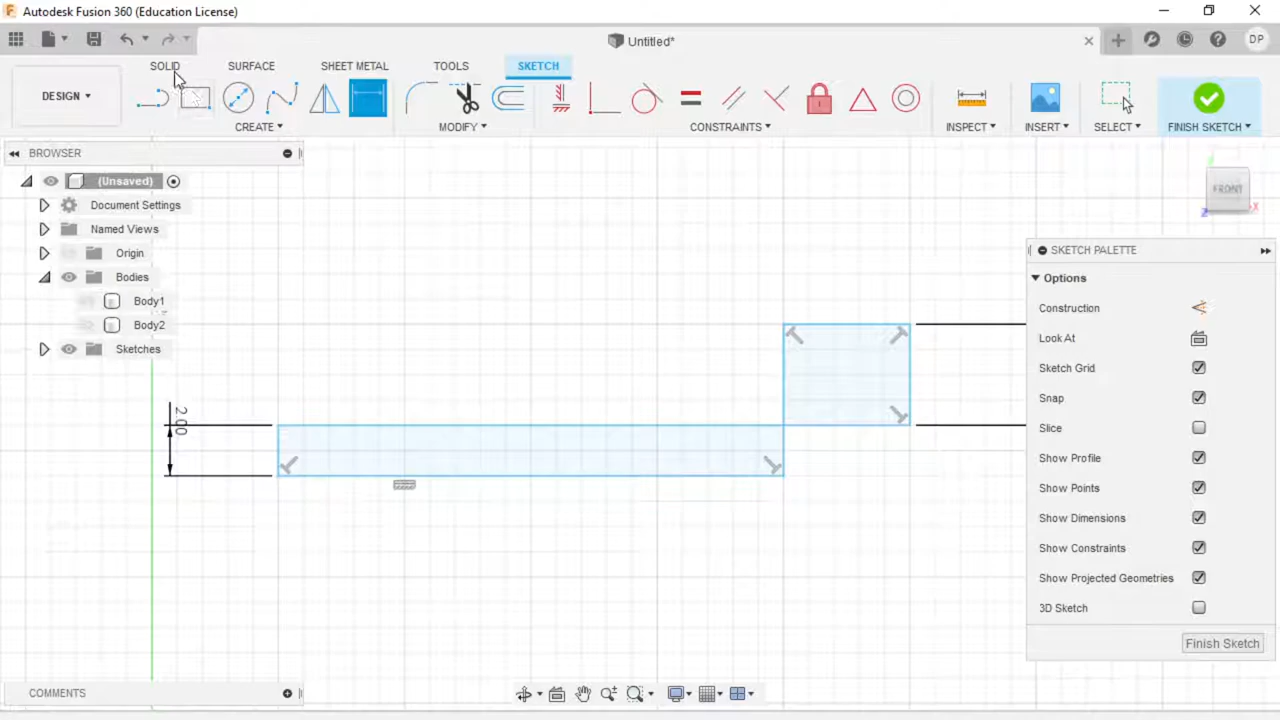 Autodesk Fusion 360 (Education License)
Untitled*
DP
SOLID
SURFACE
SHEET METAL
TOOLS
SKETCH
DESIGN
CREATE
MODIFY
CONSTRAINTS
INSPECT
INSERT
SELECT
FINISH SKETCH
BROWSER
(Unsaved)
Document Settings
Named Views
Origin
Bodies
Body1
Body2
Sketches
2.00
FRONT
X
Z
SKETCH PALETTE
Options
Construction
Look At
Sketch Grid
Snap
Slice
Show Profile
Show Points
Show Dimensions
Show Constraints
Show Projected Geometries
3D Sketch
Finish Sketch
COMMENTS